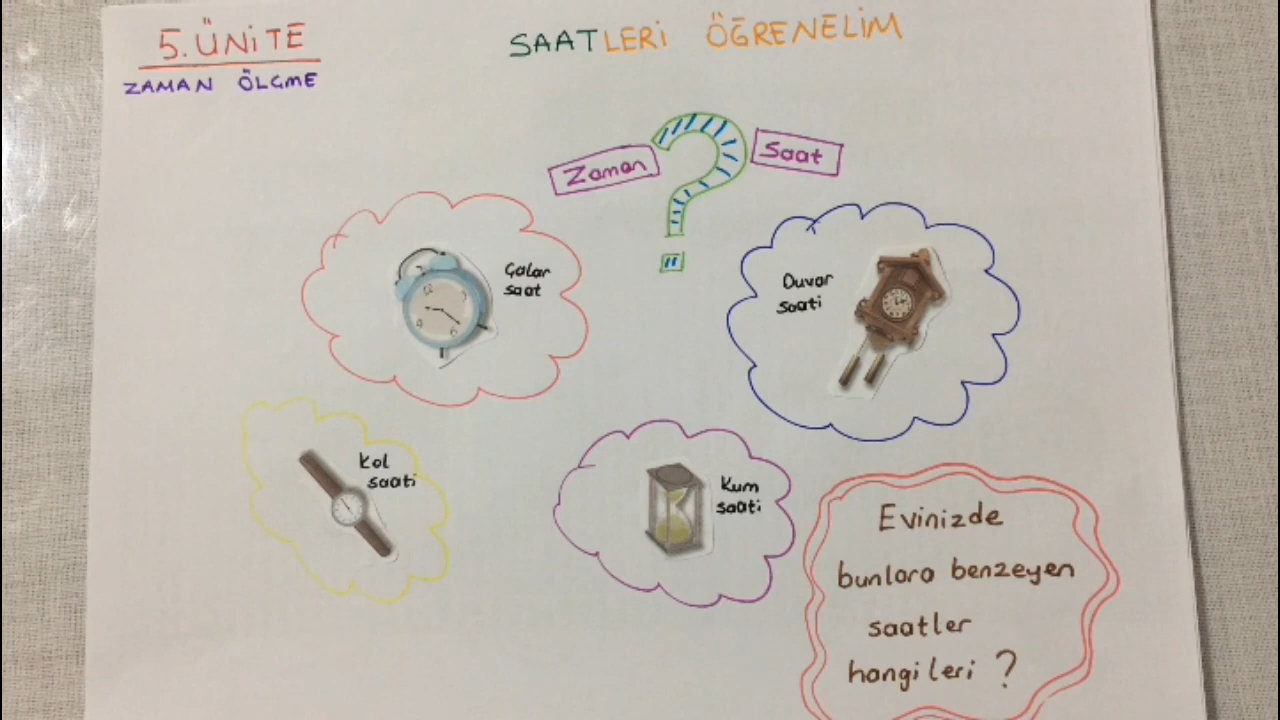 5. ÜNİTE
ZAMAN ÖLÇME
SAATLERİ ÖĞRENELİM
Zaman
?
Saat
Çalar
saat
Duvar
saati
Kol
saati
Kum
saati
Evinizde
bunlara benzeyen
saatler
hangileri ?